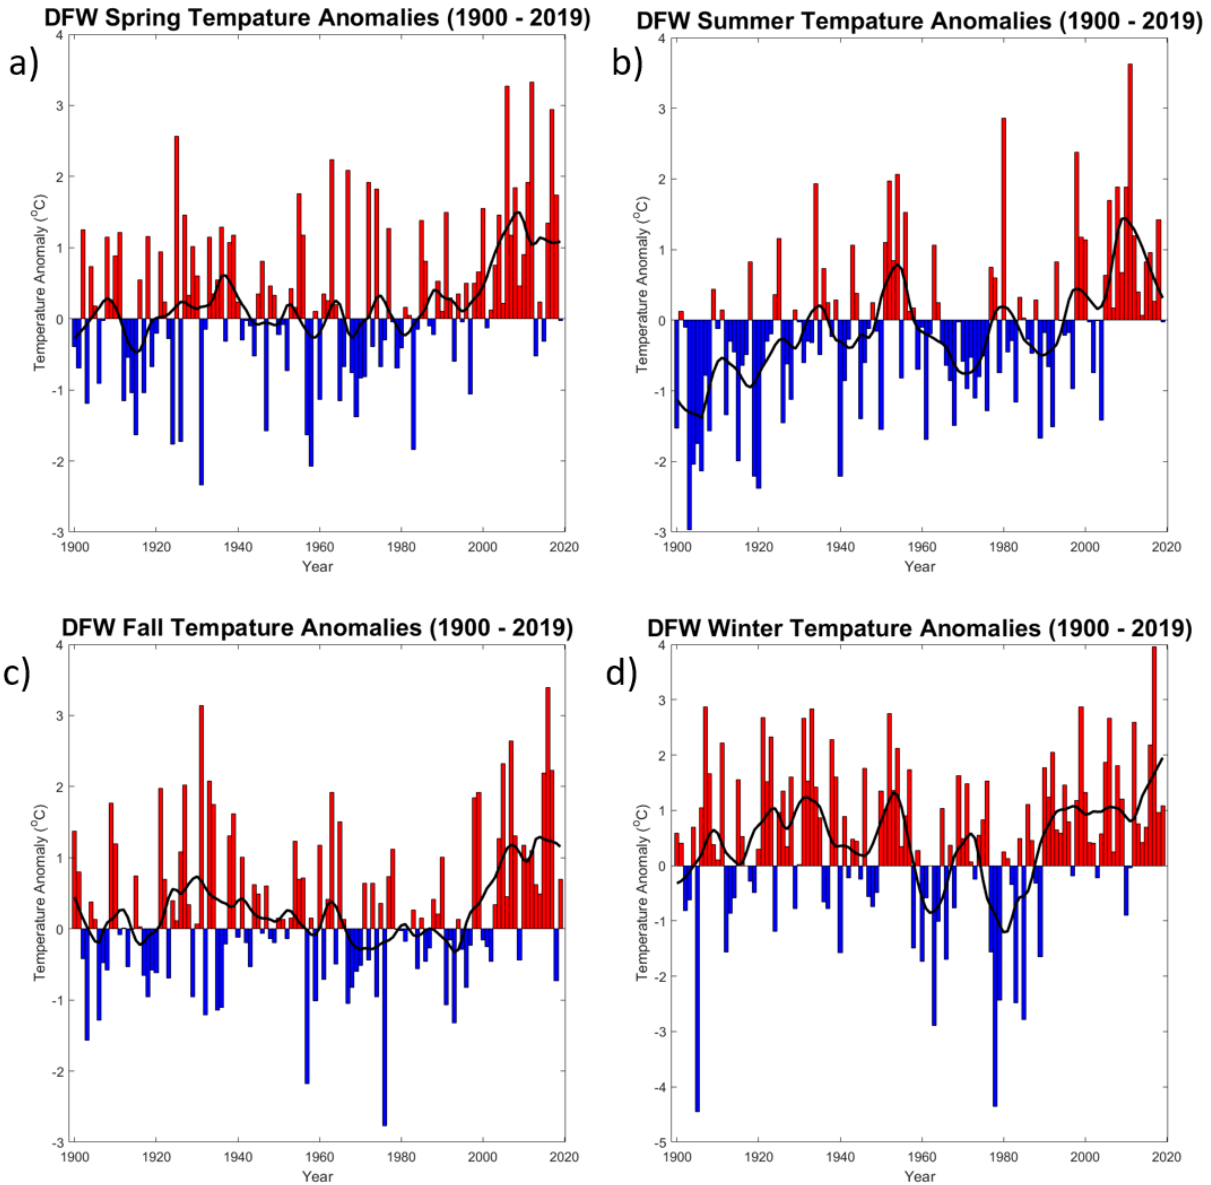 DFW Spring Tempature Anomalies (1900 - 2019)
a)
Temperature Anomaly (°C)
4
3
2
1
0
-1
-2
-3
1900 1920 1940 1960 1980 2000 2020
Year
DFW Summer Tempature Anomalies (1900 - 2019)
b)
Temperature Anomaly (°C)
4
3
2
1
0
-1
-2
-3
1900 1920 1940 1960 1980 2000 2020
Year
DFW Fall Tempature Anomalies (1900 - 2019)
c)
Temperature Anomaly (°C)
4
3
2
1
0
-1
-2
-3
1900 1920 1940 1960 1980 2000 2020
Year
DFW Winter Tempature Anomalies (1900 - 2019)
d)
Temperature Anomaly (°C)
4
3
2
1
0
-1
-2
-3
-4
-5
1900 1920 1940 1960 1980 2000 2020
Year